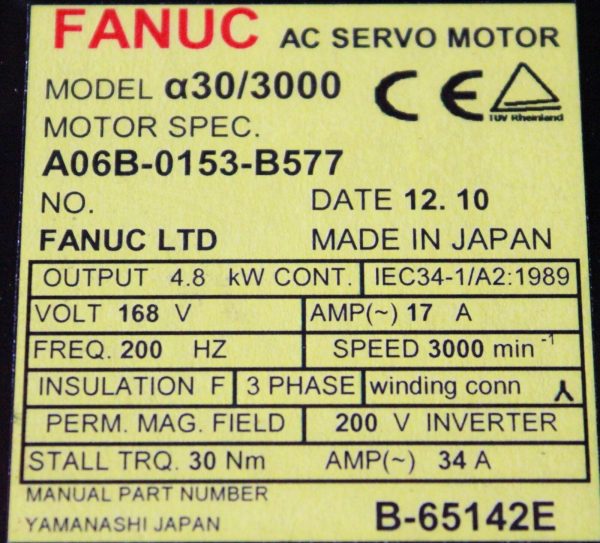 FANUC AC SERVO MOTOR
MODEL α30/3000
CE
TUV Rheinland
MOTOR SPEC.
A06B-0153-B577
NO. DATE 12. 10
FANUC LTD MADE IN JAPAN
OUTPUT 4.8 kW CONT. IEC34-1/A2:1989
VOLT 168 V AMP(~) 17 A
FREQ. 200 HZ SPEED 3000 min -1
INSULATION F 3 PHASE winding conn ⅄
PERM. MAG. FIELD 200 V INVERTER
STALL TRQ. 30 Nm AMP(~) 34 A
MANUAL PART NUMBER
YAMANASHI JAPAN B-65142E